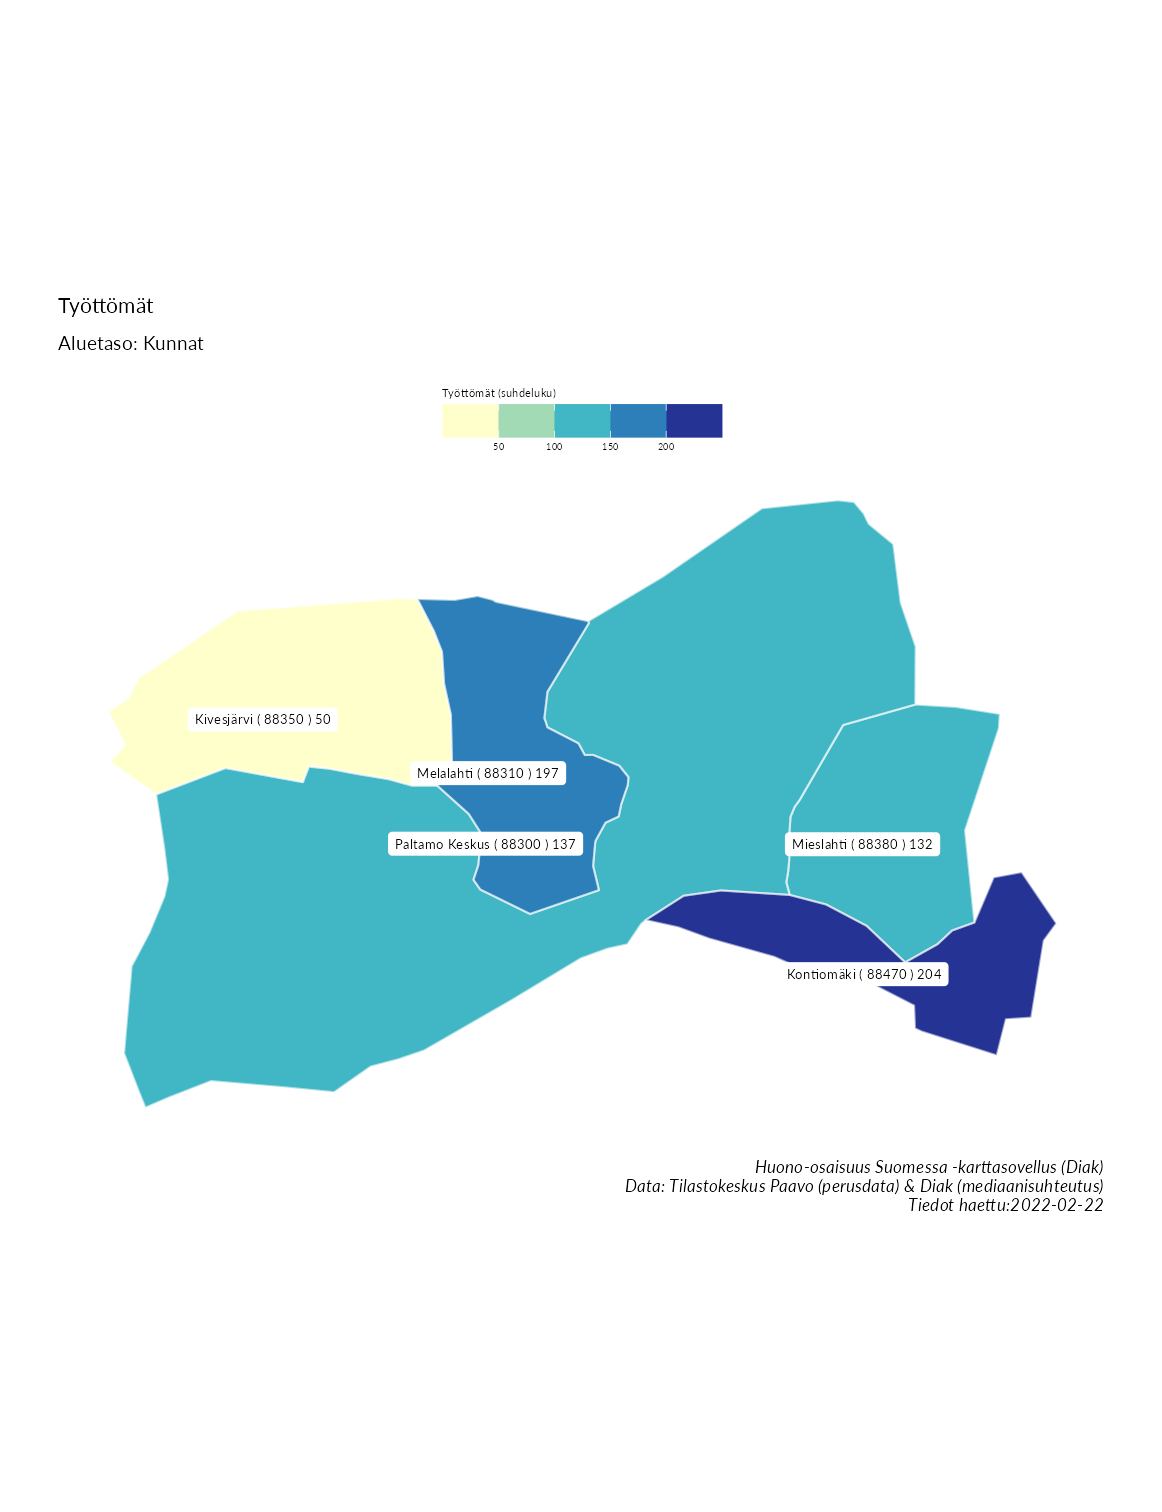 Työttömät
Aluetaso: Kunnat
Työttömät (suhdeluku)
50 100 150 200
Kivesjärvi ( 88350 ) 50
Melalahti ( 88310 ) 197
Paltamo Keskus ( 88300 ) 137
Mieslahti ( 88380 ) 132
Kontiomäki ( 88470 ) 204
Huono-osaisuus Suomessa -karttasovellus (Diak)
Data: Tilastokeskus Paavo (perusdata) & Diak (mediaanisuhteutus)
Tiedot haettu:2022-02-22